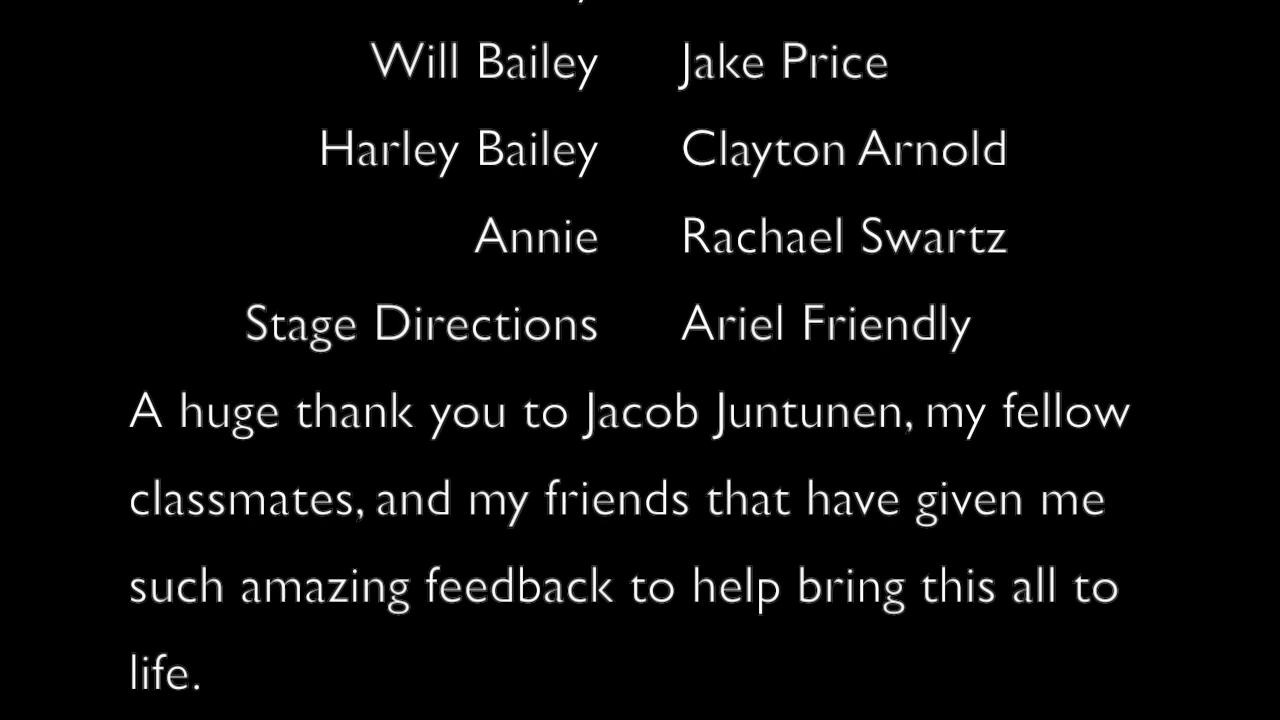 Will Bailey Jake Price
Harley Bailey Clayton Arnold
Annie Rachael Swartz
Stage Directions Ariel Friendly
A huge thank you to Jacob Juntunen, my fellow
classmates, and my friends that have given me
such amazing feedback to help bring this all to
life.